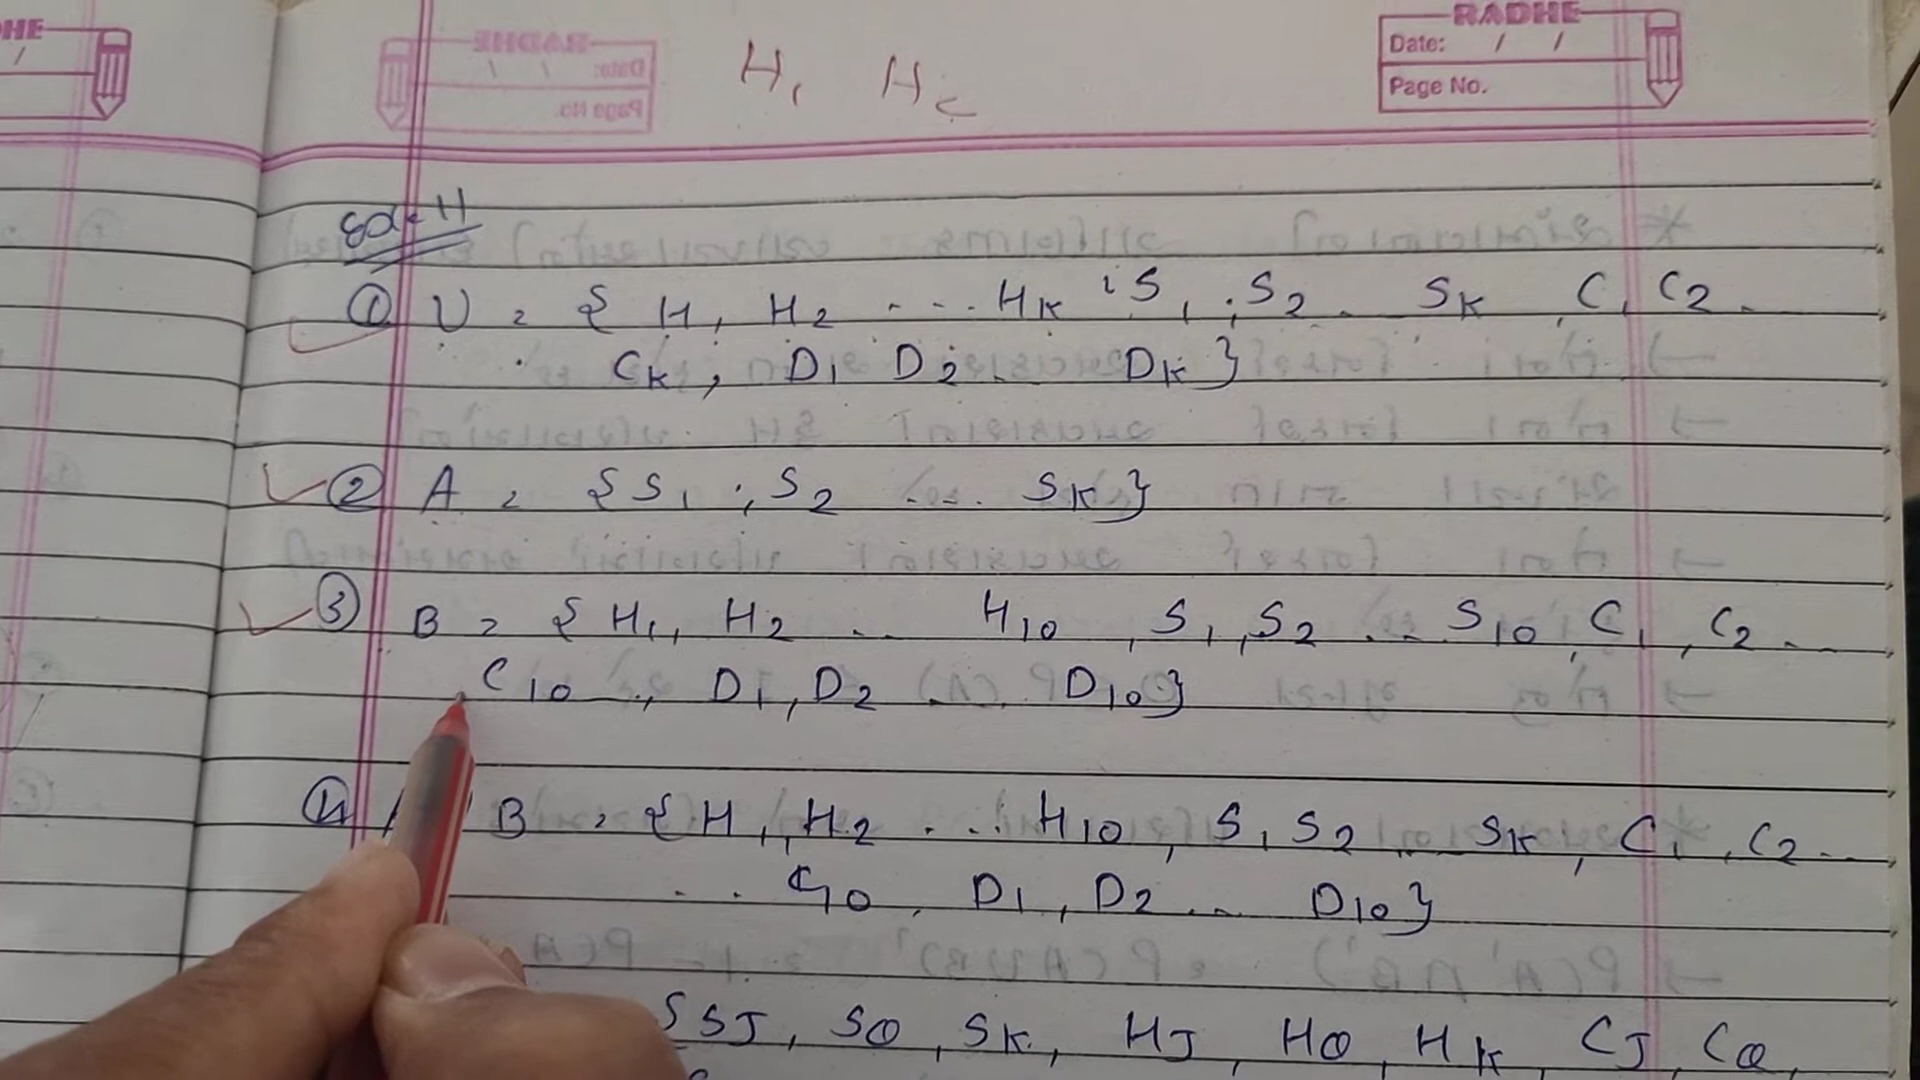 RADHE
Date: / /
Page No.
H1 Hc
① U = { H1 H2 ... HK S1, S2 .. SK, C1 C2 ..
CK, D1 D2 .. DK }
② A = { S1, S2 ... SK }
③ B = { H1, H2 .. H10, S1, S2 ... S10, C1, C2 ...
C10, D1, D2 ... D10 }
④ B = { H1, H2 ... H10, S1 S2 ... SK, C1, C2 ..
.. C10, D1, D2 .. D10 }
SJ, SQ, SK, HJ, HQ, HK, CJ, CQ,